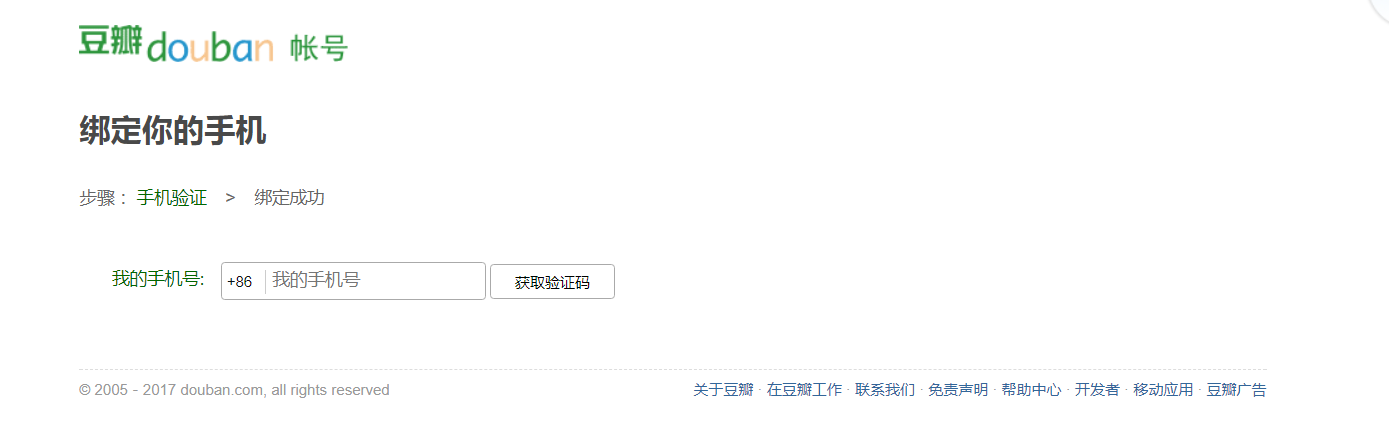 豆瓣douban 帐号
绑定你的手机
步骤： 手机验证 > 绑定成功
我的手机号: +86 我的手机号 获取验证码
© 2005 - 2017 douban.com, all rights reserved 关于豆瓣 · 在豆瓣工作 · 联系我们 · 免责声明 · 帮助中心 · 开发者 · 移动应用 · 豆瓣广告